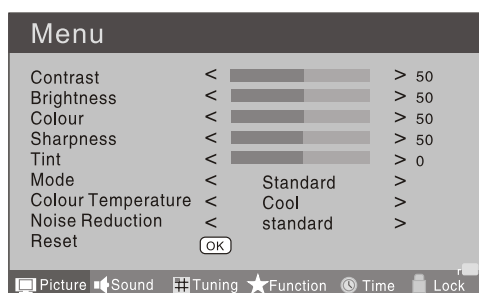 Menu
Contrast < > 50
Brightness < > 50
Colour < > 50
Sharpness < > 50
Tint < > 0
Mode < Standard >
Colour Temperature < Cool >
Noise Reduction < standard >
Reset OK
Picture Sound Tuning Function Time Lock